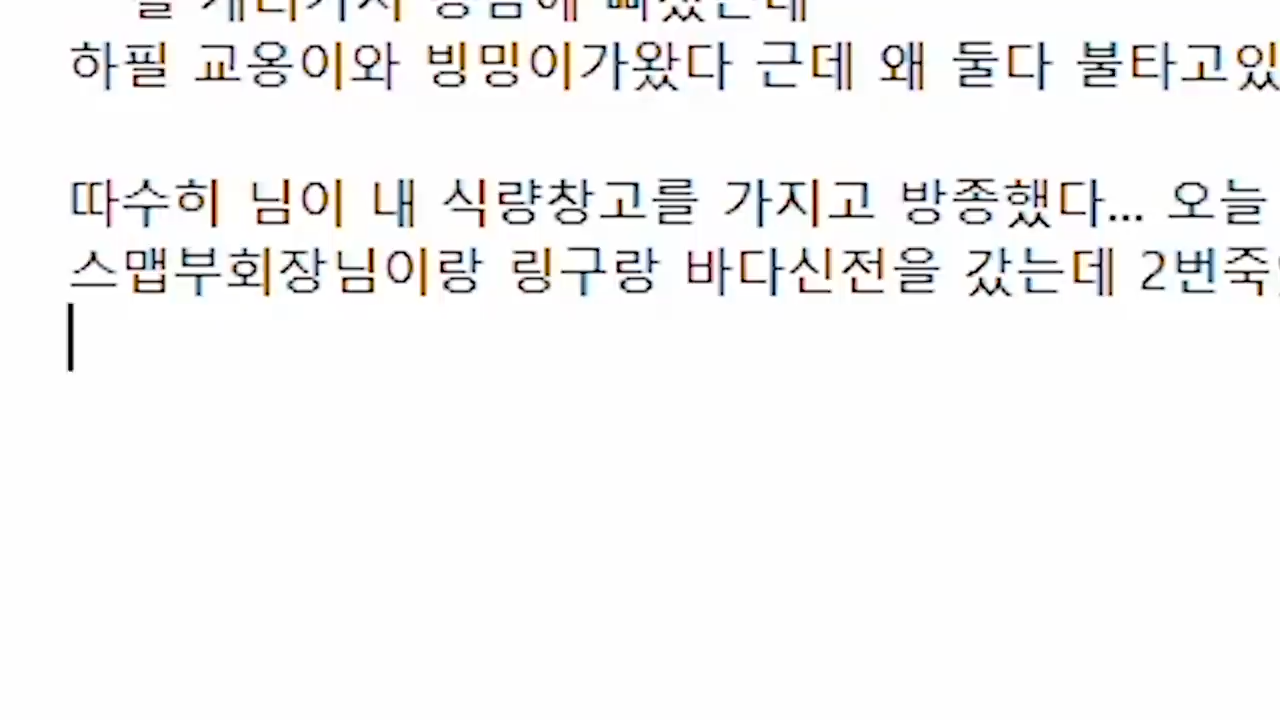 하필 교옹이와 빙밍이가왔다 근데 왜 둘다 불타고있
따수히 님이 내 식량창고를 가지고 방종했다... 오늘
스맵부회장님이랑 링구랑 바다신전을 갔는데 2번죽